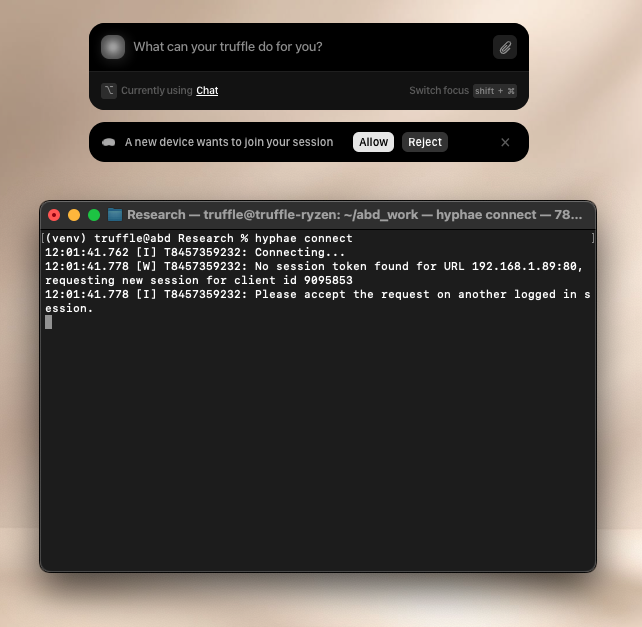 What can your truffle do for you?
⌥ Currently using Chat
Switch focus shift + ⌘
A new device wants to join your session Allow Reject ×
Research — truffle@truffle-ryzen: ~/abd_work — hyphae connect — 78...
[(venv) truffle@abd Research % hyphae connect ]
12:01:41.762 [I] T8457359232: Connecting...
12:01:41.778 [W] T8457359232: No session token found for URL 192.168.1.89:80,
requesting new session for client id 9095853
12:01:41.778 [I] T8457359232: Please accept the request on another logged in s
ession.